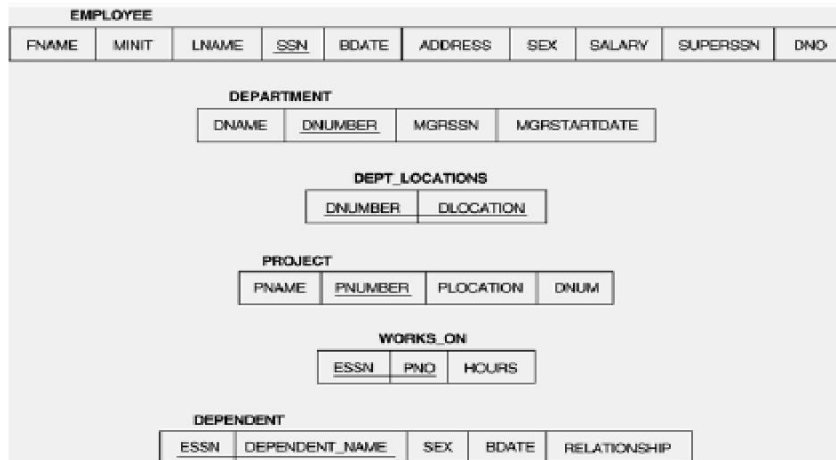 EMPLOYEE
FNAME MINIT LNAME SSN BDATE ADDRESS SEX SALARY SUPERSSN DNO
DEPARTMENT
DNAME DNUMBER MGRSSN MGRSTARTDATE
DEPT_LOCATIONS
DNUMBER DLOCATION
PROJECT
PNAME PNUMBER PLOCATION DNUM
WORKS_ON
ESSN PNO HOURS
DEPENDENT
ESSN DEPENDENT_NAME SEX BDATE RELATIONSHIP